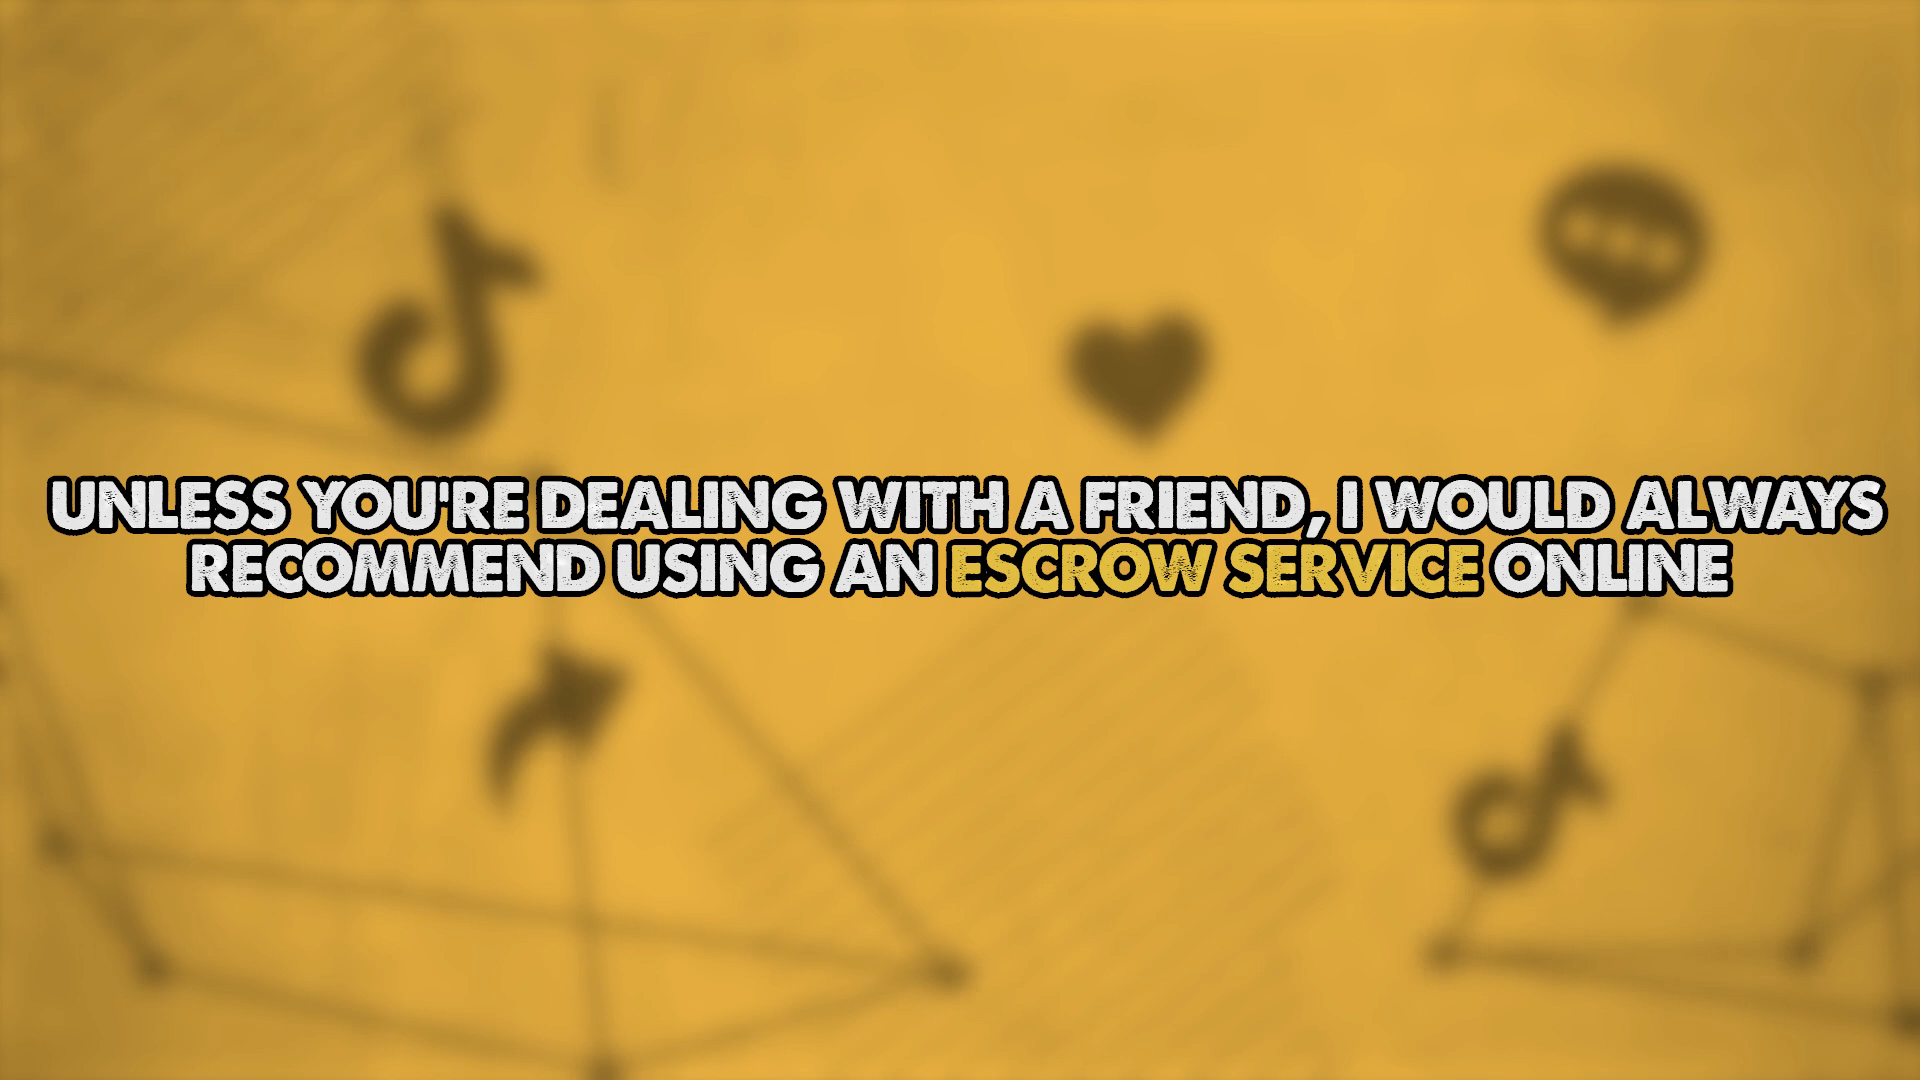 UNLESS YOU'RE DEALING WITH A FRIEND, I WOULD ALWAYS
RECOMMEND USING AN ESCROW SERVICE ONLINE